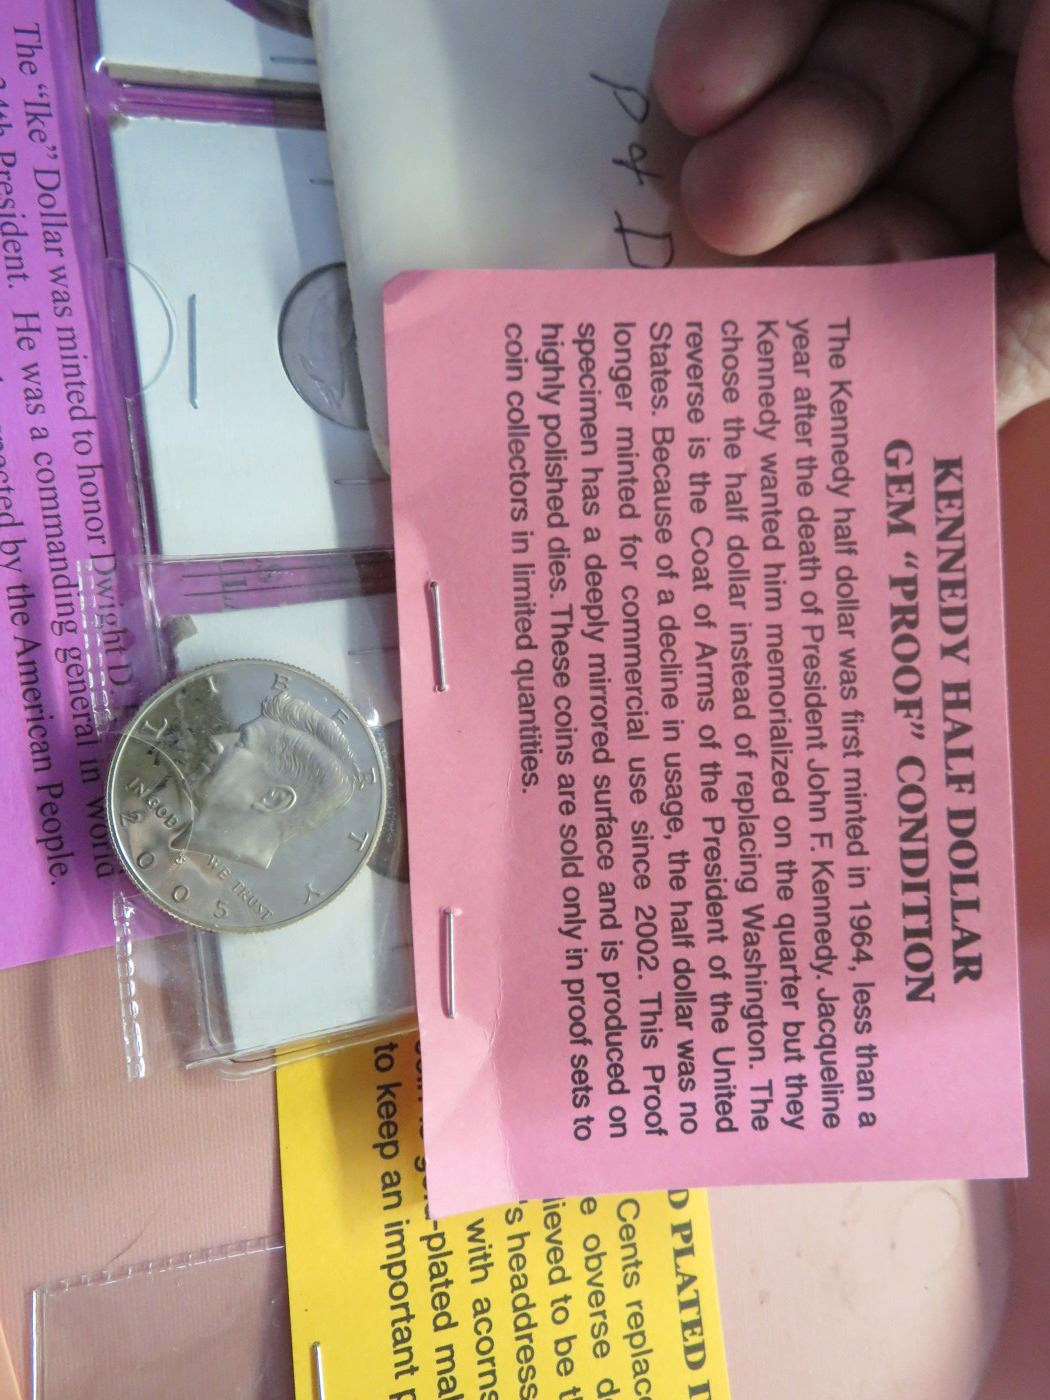 KENNEDY HALF DOLLAR
GEM “PROOF” CONDITION
The Kennedy half dollar was first minted in 1964, less than a
year after the death of President John F. Kennedy. Jacqueline
Kennedy wanted him memorialized on the quarter but they
chose the half dollar instead of replacing Washington. The
reverse is the Coat of Arms of the President of the United
States. Because of a decline in usage, the half dollar was no
longer minted for commercial use since 2002. This Proof
specimen has a deeply mirrored surface and is produced on
highly polished dies. These coins are sold only in proof sets to
coin collectors in limited quantities.
P & D
LIBERTY
IN GOD WE TRUST
2005
The “Ike” Dollar was minted to honor Dwight D.
34th President. He was a commanding general in World
by the American People.
PLATED
Cents
obverse
to be
's headdress
with acorns
-plated
to keep an important